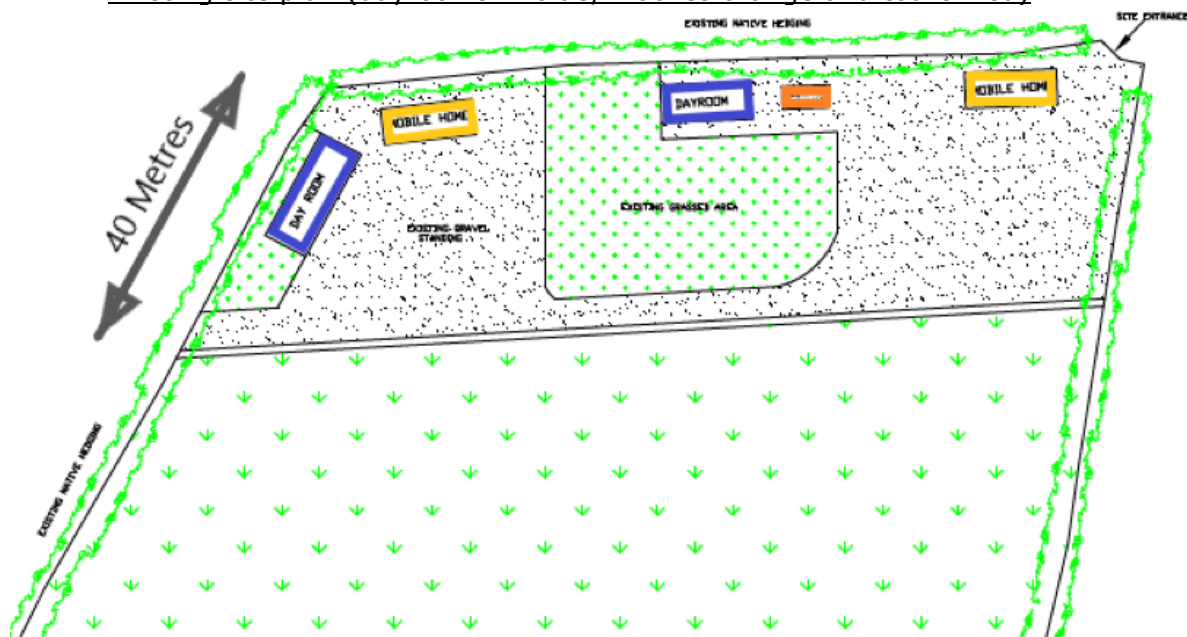 EXISTING NATIVE HEDGING
SITE ENTRANCE
MOBILE HOME
DAYROOM
MOBILE HOME
40 Metres
DAY ROOM
EXISTING GRASSED AREA
EXISTING GRAVEL
STANDING
EXISTING NATIVE HEDGING